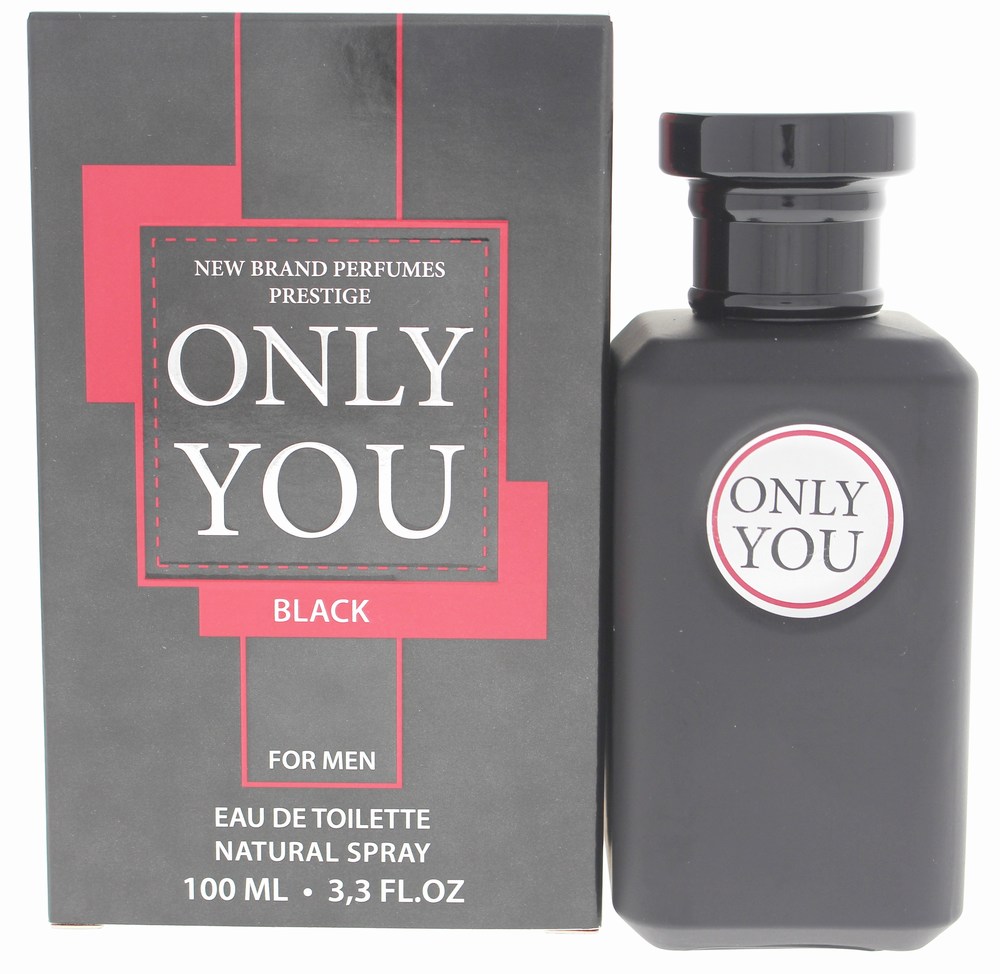 NEW BRAND PERFUMES
PRESTIGE
ONLY
YOU
BLACK
FOR MEN
EAU DE TOILETTE
NATURAL SPRAY
100 ML • 3,3 FL.OZ
ONLY
YOU